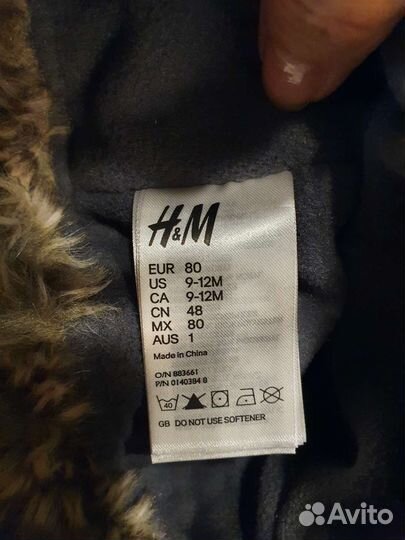 H&M
EUR 80
US 9-12M
CA 9-12M
CN 48
MX 80
AUS 1
Made in China
O/N 883661
P/N 0140384 8
40
GB DO NOT USE SOFTENER
Avito